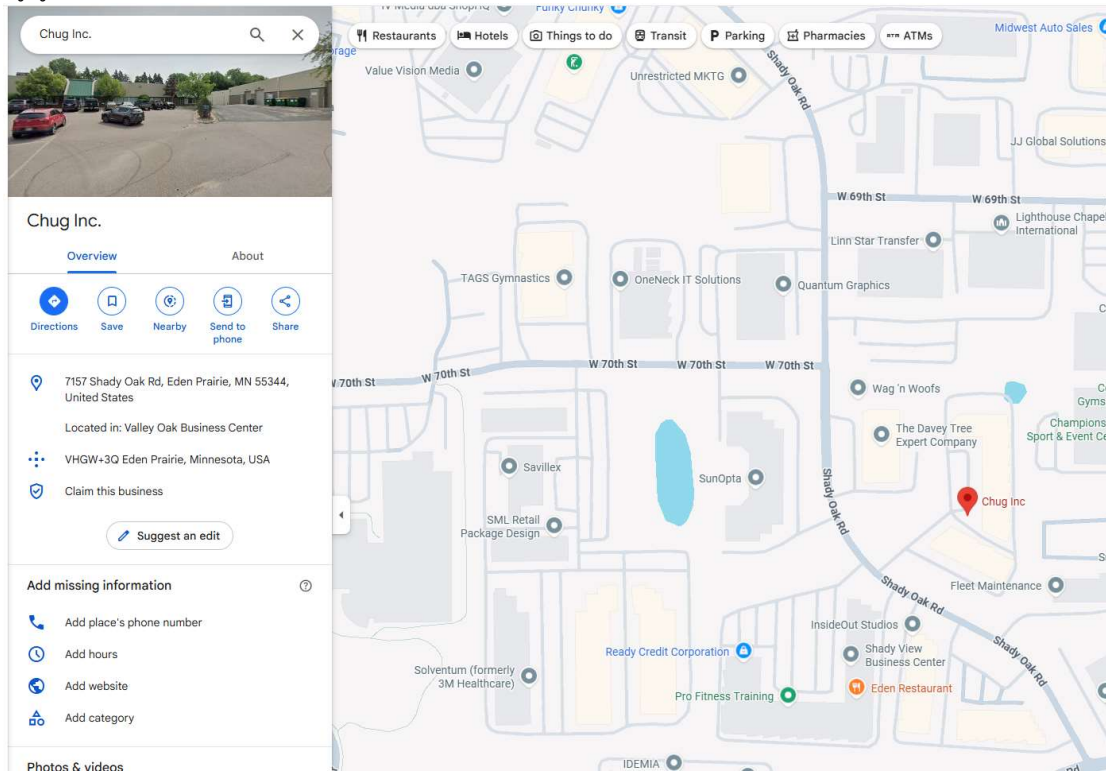 Chug Inc.
Overview
About
Directions
Save
Nearby
Send to
phone
Share
7157 Shady Oak Rd, Eden Prairie, MN 55344,
United States
Located in: Valley Oak Business Center
VHGW+3Q Eden Prairie, Minnesota, USA
Claim this business
Suggest an edit
Add missing information
Add place's phone number
Add hours
Add website
Add category
Photos & videos
Chug Inc.
Restaurants
Hotels
Things to do
Transit
Parking
Pharmacies
ATMs
Funky Chunky
Midwest Auto Sales
Value Vision Media
Unrestricted MKTG
Shady Oak Rd
JJ Global Solutions
W 69th St
W 69th St
Lighthouse Chapel
International
Linn Star Transfer
TAGS Gymnastics
OneNeck IT Solutions
Quantum Graphics
W 70th St
W 70th St
W 70th St
W 70th St
W 70th St
Wag 'n Woofs
The Davey Tree
Expert Company
Champions
Sport & Event Ce
Savillex
SunOpta
Shady Oak Rd
Chug Inc
SML Retail
Package Design
Shady Oak Rd
Fleet Maintenance
InsideOut Studios
Shady Oak Rd
Ready Credit Corporation
Shady View
Business Center
Solventum (formerly
3M Healthcare)
Pro Fitness Training
Eden Restaurant
IDEMIA